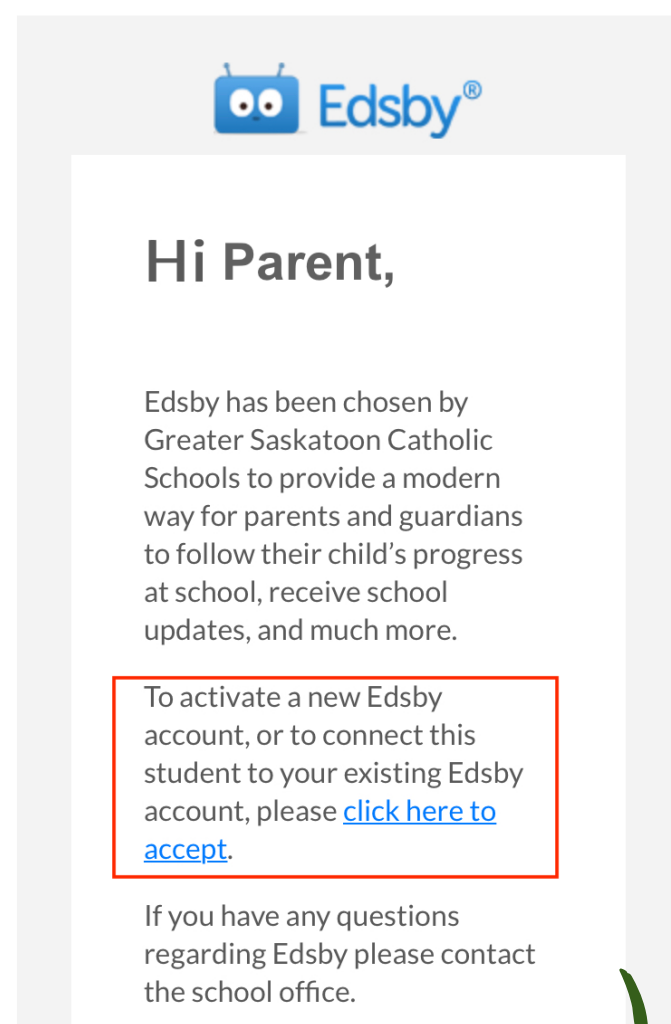 Edsby®
Hi Parent,
Edsby has been chosen by
Greater Saskatoon Catholic
Schools to provide a modern
way for parents and guardians
to follow their child’s progress
at school, receive school
updates, and much more.
To activate a new Edsby
account, or to connect this
student to your existing Edsby
account, please click here to
accept.
If you have any questions
regarding Edsby please contact
the school office.